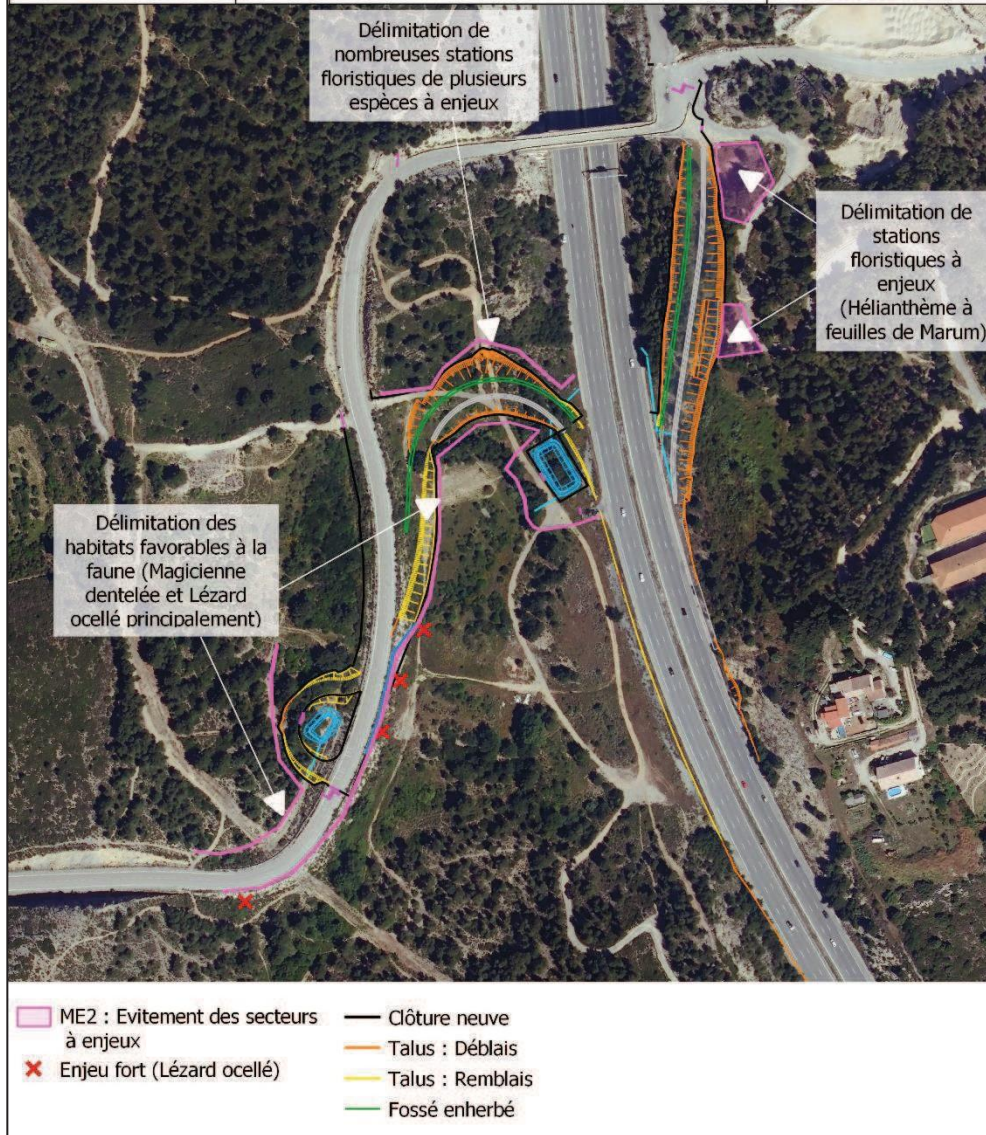 Délimitation de
nombreuses stations
floristiques de plusieurs
espèces à enjeux
Délimitation de
stations
floristiques à
enjeux
(Hélianthème à
feuilles de Marum)
Délimitation des
habitats favorables à la
faune (Magicienne
dentelée et Lézard
ocellé principalement)
ME2 : Evitement des secteurs
à enjeux
Enjeu fort (Lézard ocellé)
Clôture neuve
Talus : Déblais
Talus : Remblais
Fossé enherbé